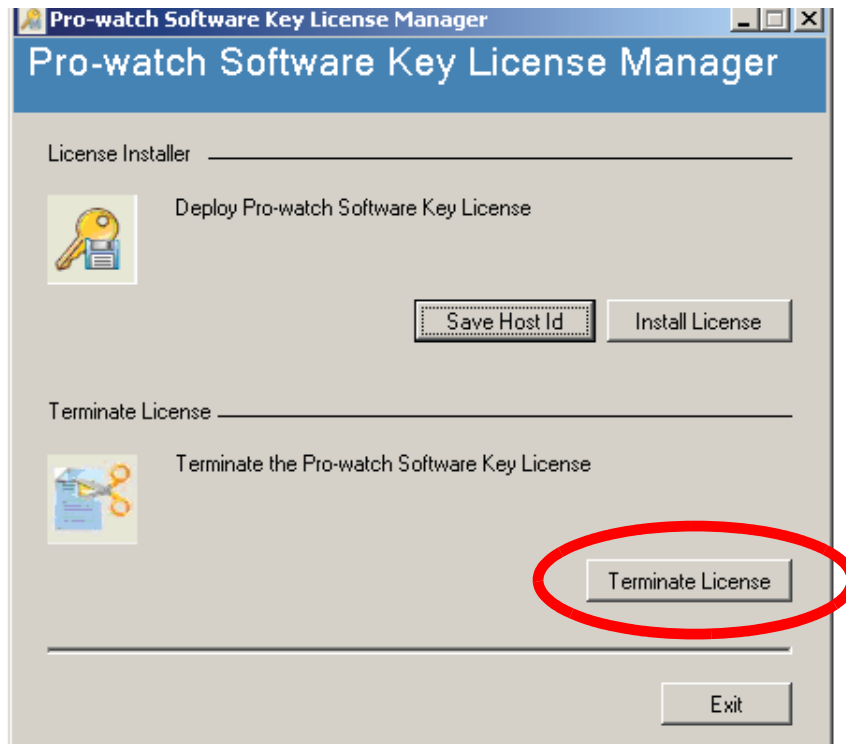 Pro-watch Software Key License Manager
Pro-watch Software Key License Manager
License Installer
Deploy Pro-watch Software Key License
Save Host Id Install License
Terminate License
Terminate the Pro-watch Software Key License
Terminate License
Exit